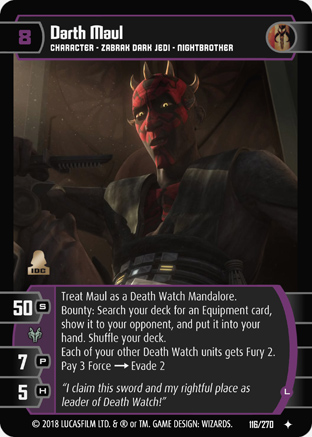 8
Darth Maul
CHARACTER - ZABRAK DARK JEDI - NIGHTBROTHER
IDC
50 S
7 P
5 H
Treat Maul as a Death Watch Mandalore.
Bounty: Search your deck for an Equipment card,
show it to your opponent, and put it into your
hand. Shuffle your deck.
Each of your other Death Watch units gets Fury 2.
Pay 3 Force → Evade 2
"I claim this sword and my rightful place as
leader of Death Watch!"
L
© 2018 LUCASFILM LTD. & ® or TM. GAME DESIGN: WIZARDS.
116/270